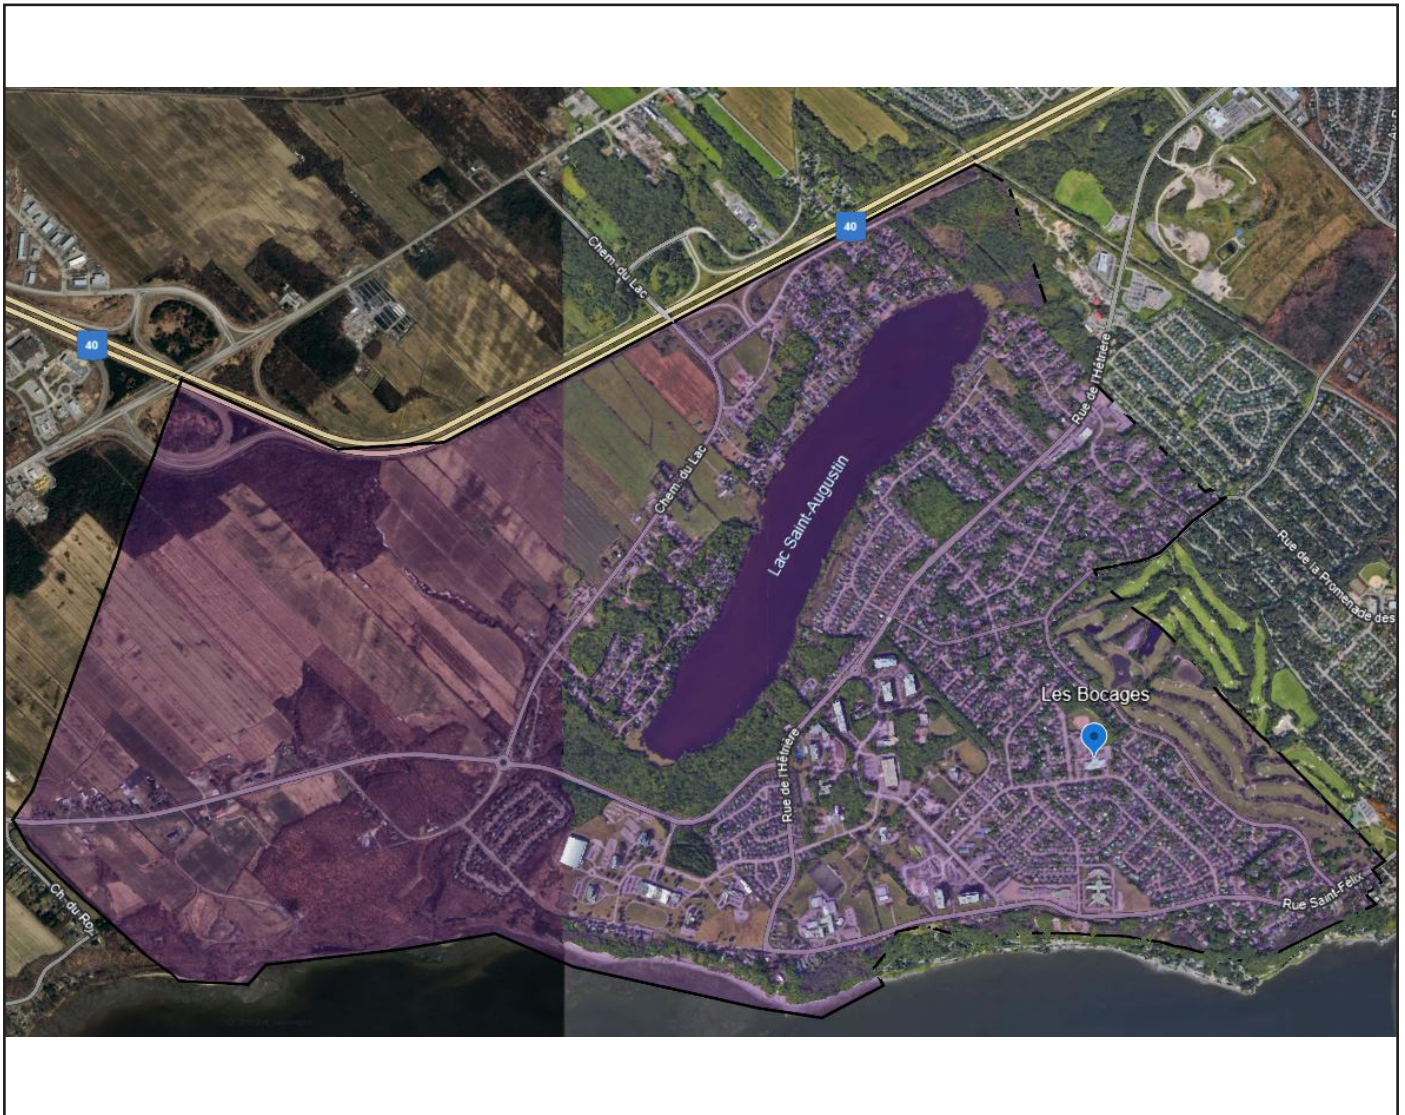 40
Chem. du Lac
40
Rue de l'Hêtrière
Chem. du Lac
Lac Saint-Augustin
Rue de la Promenade des
Les Bocages
Rue de l'Hêtrière
Ch. du Roy
Rue Saint-Félix